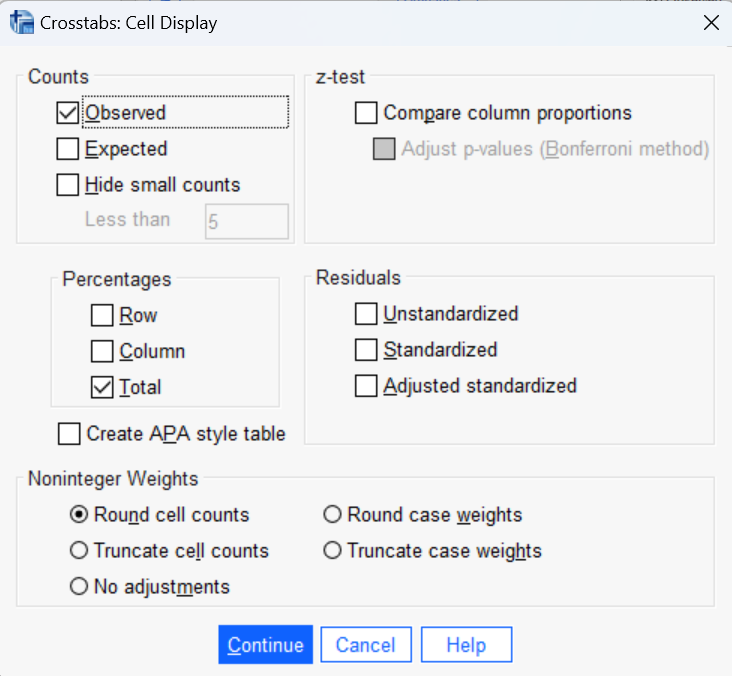 Crosstabs: Cell Display
Counts
Observed
Expected
Hide small counts
Less than 5
z-test
Compare column proportions
Adjust p-values (Bonferroni method)
Percentages
Row
Column
Total
Create APA style table
Residuals
Unstandardized
Standardized
Adjusted standardized
Noninteger Weights
Round cell counts Round case weights
Truncate cell counts Truncate case weights
No adjustments
Continue Cancel Help